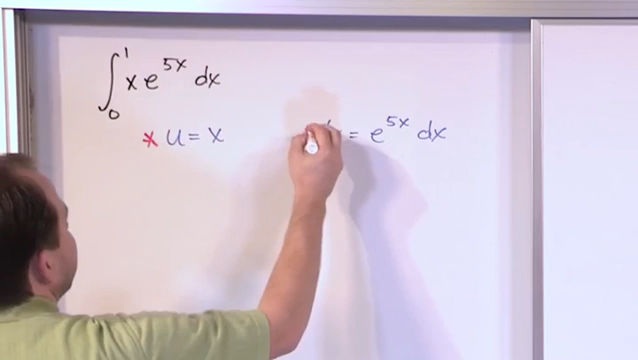 ∫₀¹ x e^{5x} dx
* u = x = e^{5x} dx